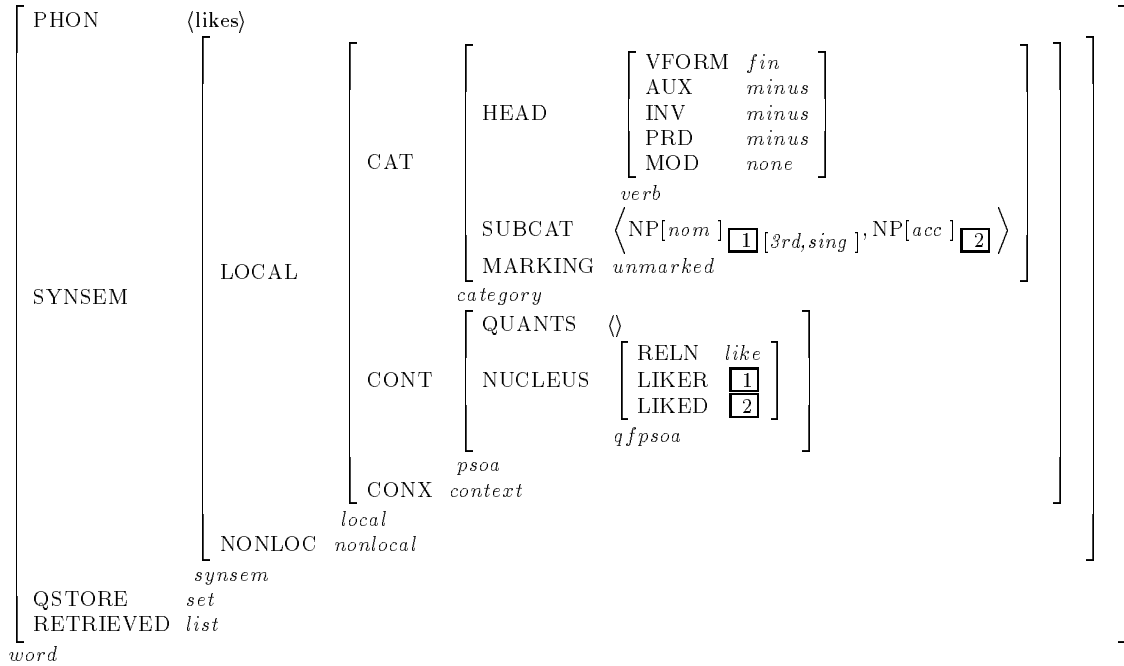 PHON ⟨likes⟩
VFORM fin
AUX minus
HEAD INV minus
PRD minus
CAT MOD none
verb
SUBCAT ⟨NP[nom ] 1 [3rd,sing ], NP[acc ] 2⟩
LOCAL MARKING unmarked
SYNSEM category
QUANTS ⟨⟩
RELN like
CONT NUCLEUS LIKER 1
LIKED 2
qfpsoa
psoa
CONX context
local
NONLOC nonlocal
synsem
QSTORE set
RETRIEVED list
word